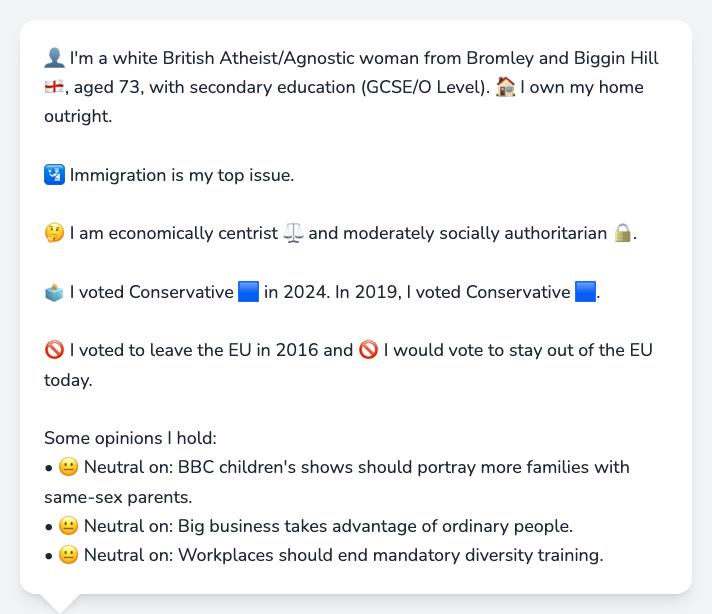 👤 I'm a white British Atheist/Agnostic woman from Bromley and Biggin Hill
🏴󠁧󠁢󠁥󠁮󠁧󠁿, aged 73, with secondary education (GCSE/O Level). 🏠 I own my home
outright.
🛂 Immigration is my top issue.
🤔 I am economically centrist ⚖️ and moderately socially authoritarian 🔒.
🗳️ I voted Conservative 🟦 in 2024. In 2019, I voted Conservative 🟦.
🚫 I voted to leave the EU in 2016 and 🚫 I would vote to stay out of the EU
today.
Some opinions I hold:
• 😐 Neutral on: BBC children's shows should portray more families with
same-sex parents.
• 😐 Neutral on: Big business takes advantage of ordinary people.
• 😐 Neutral on: Workplaces should end mandatory diversity training.